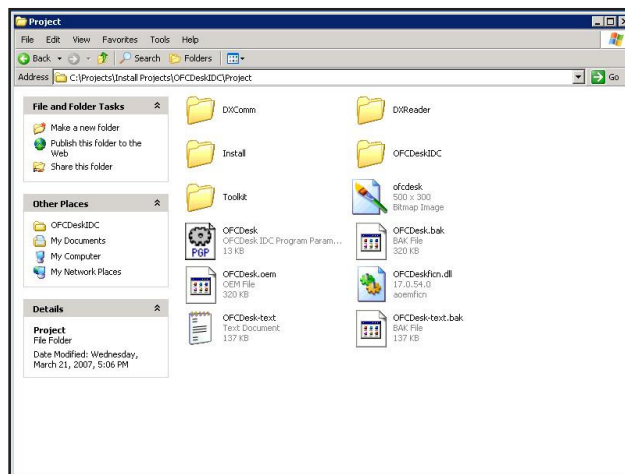 Project
File Edit View Favorites Tools Help
Back Search Folders
Address C:\Projects\Install Projects\OFCDeskIDC\Project Go
File and Folder Tasks
Make a new folder
Publish this folder to the
Web
Share this folder
Other Places
OFCDeskIDC
My Documents
My Computer
My Network Places
Details
Project
File Folder
Date Modified: Wednesday,
March 21, 2007, 5:06 PM
DXComm
DXReader
Install
OFCDeskIDC
Toolkit
ofcdesk
500 x 300
Bitmap Image
PGP
OFCDesk
OFCDesk IDC Program Param...
13 KB
OFCDesk.bak
BAK File
320 KB
OFCDesk.oem
OEM File
320 KB
OFCDeskficn.dll
17.0.54.0
aoemficn
OFCDesk-text
Text Document
137 KB
OFCDesk-text.bak
BAK File
137 KB